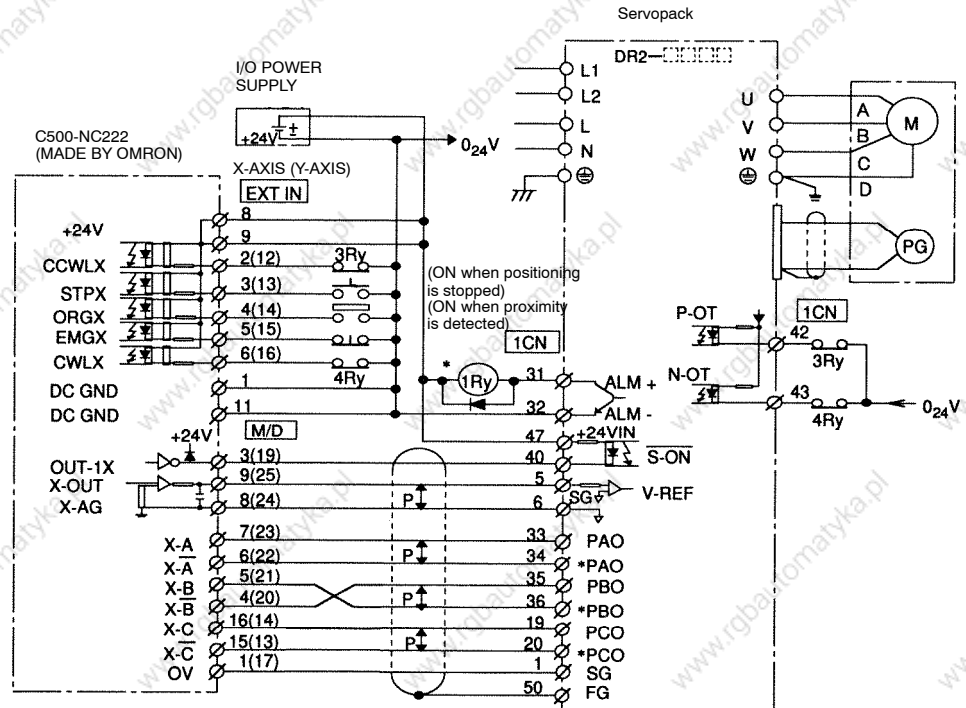 Servopack
DR2—
L1
L2
L
N
I/O POWER
SUPPLY
+24V ±
0₂₄V
C500-NC222
(MADE BY OMRON)
X-AXIS (Y-AXIS)
EXT IN
U
V
W
A
B
C
D
M
PG
8
+24V
9
CCWLX
2(12)
3Ry
STPX
3(13)
ORGX
4(14)
EMGX
5(15)
CWLX
6(16)
4Ry
(ON when positioning
is stopped)
(ON when proximity
is detected)
DC GND
1
DC GND
11
1CN
*
1Ry
31
ALM +
32
ALM -
P-OT
1CN
42
3Ry
N-OT
43
4Ry
0₂₄V
M/D
+24V
OUT-1X
3(19)
X-OUT
9(25)
X-AG
8(24)
P
47
+24VIN
40
S-ON
5
SG
V-REF
6
X-A
7(23)
P
33
PAO
X-A
6(22)
34
*PAO
X-B
5(21)
P
35
PBO
X-B
4(20)
36
*PBO
X-C
16(14)
P
19
PCO
X-C
15(13)
20
*PCO
OV
1(17)
1
SG
50
FG
www.rgbautomatyka.pl